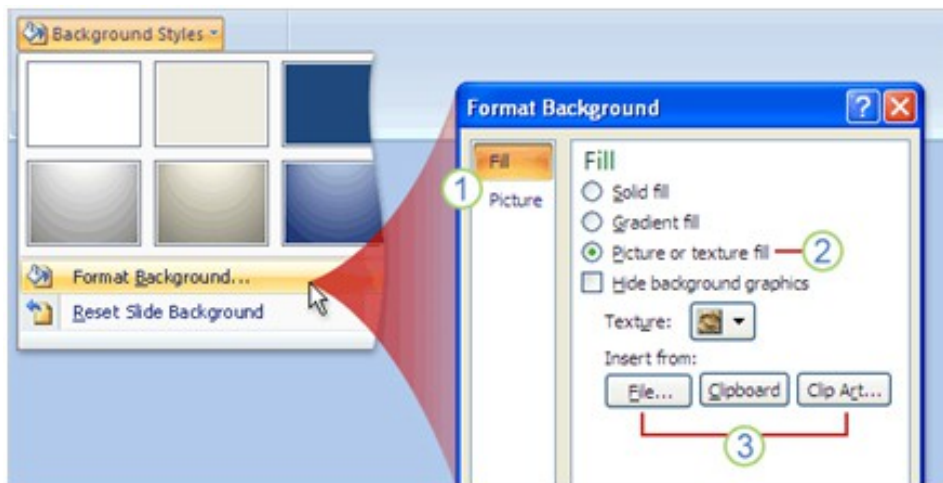 Background Styles
Format Background...
Reset Slide Background
Format Background
?
Fill
1
Picture
Fill
Solid fill
Gradient fill
Picture or texture fill
2
Hide background graphics
Texture:
Insert from:
File... Clipboard Clip Art...
3